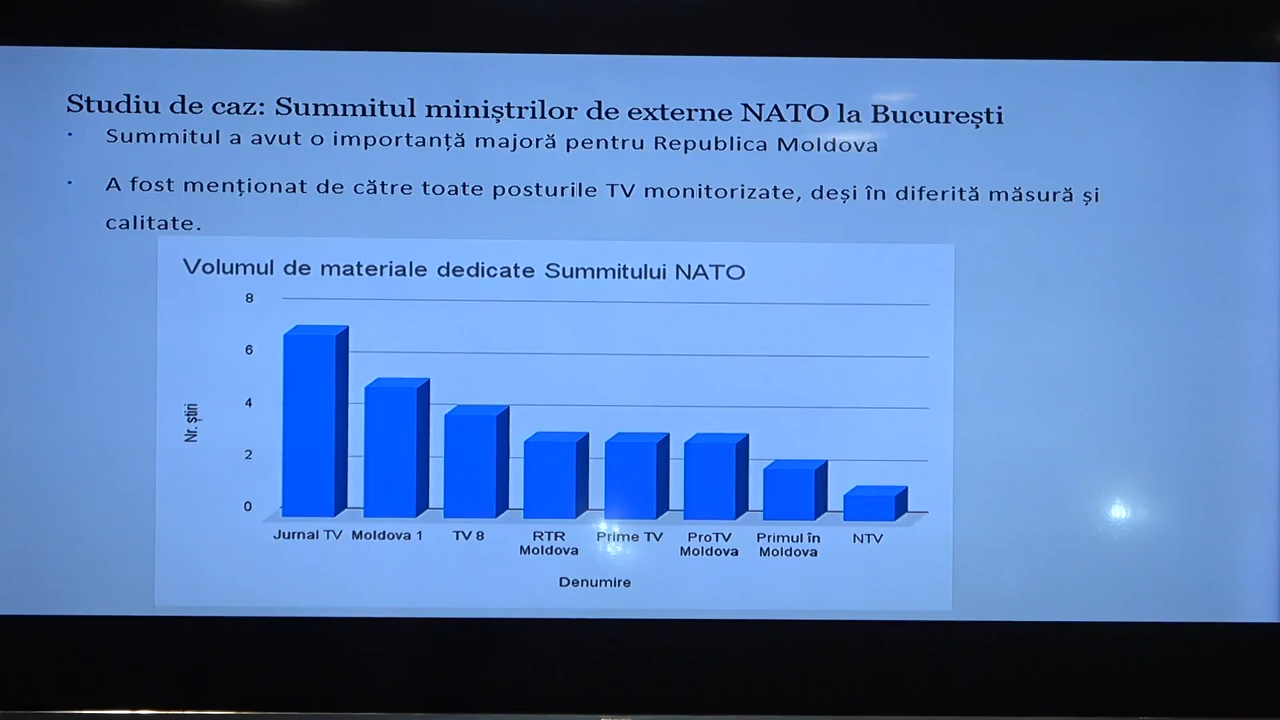 Studiu de caz: Summitul miniștrilor de externe NATO la București
• Summitul a avut o importanță majoră pentru Republica Moldova
• A fost menționat de către toate posturile TV monitorizate, deși în diferită măsură și
calitate.
Volumul de materiale dedicate Summitului NATO
8
6
4
2
0
Nr. știri
Jurnal TV Moldova 1 TV 8 RTR Prime TV ProTV Primul în NTV
Moldova Moldova Moldova
Denumire